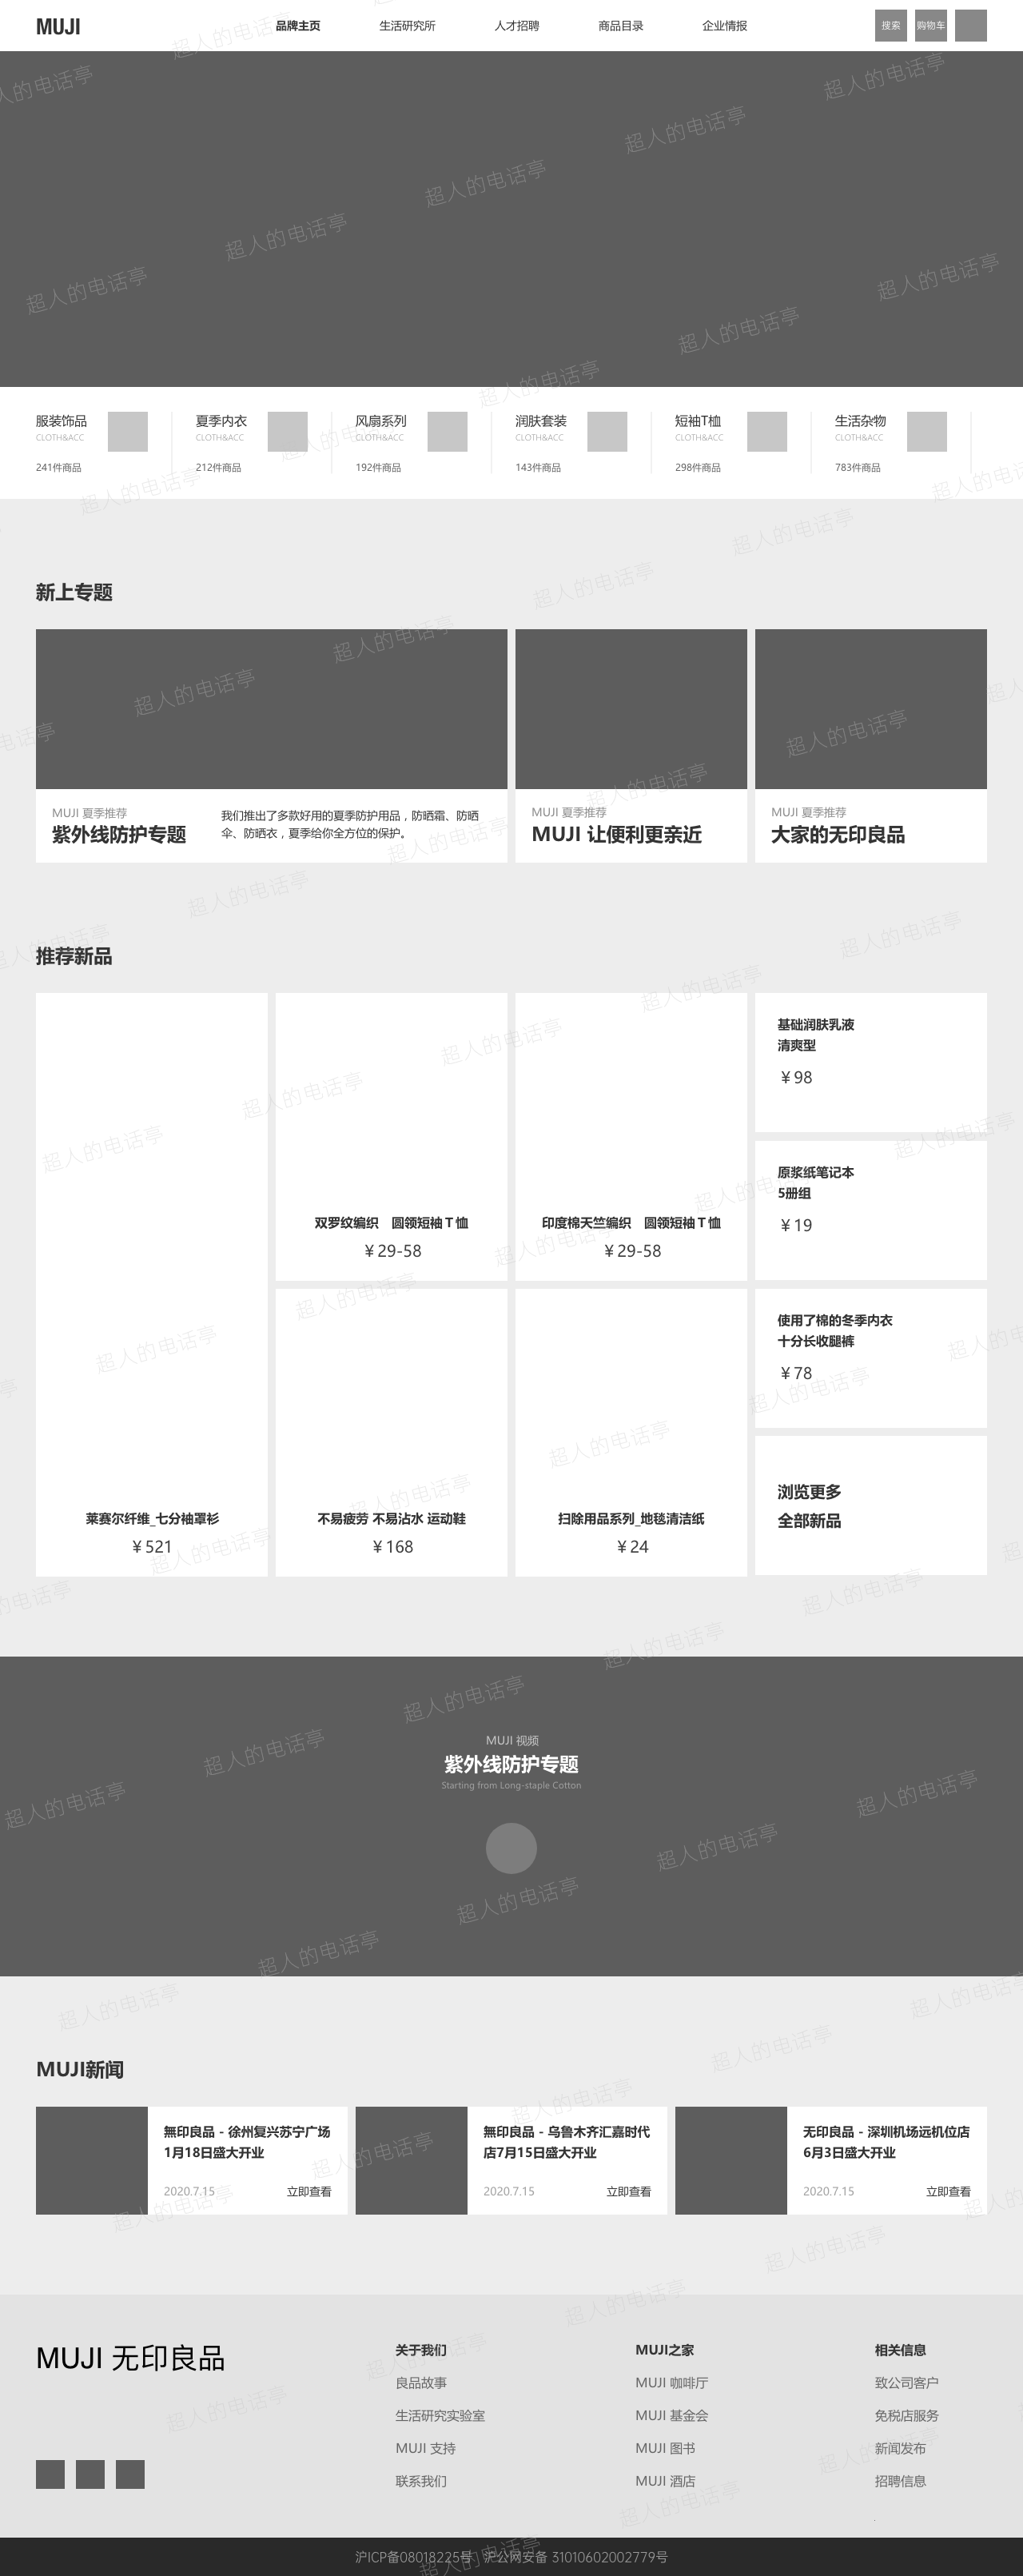 MUJI 品牌主页 生活研究所 人才招聘 商品目录 企业情报 搜索 购物车
服装饰品 夏季内衣 风扇系列 润肤套装 短袖T桖 生活杂物
CLOTH&ACC CLOTH&ACC CLOTH&ACC CLOTH&ACC CLOTH&ACC CLOTH&ACC
241件商品 212件商品 192件商品 143件商品 298件商品 783件商品
新上专题
MUJI 夏季推荐
紫外线防护专题
我们推出了多款好用的夏季防护用品，防晒霜、防晒
伞、防晒衣，夏季给你全方位的保护。
MUJI 夏季推荐
MUJI 让便利更亲近
MUJI 夏季推荐
大家的无印良品
推荐新品
莱赛尔纤维_七分袖罩衫
¥521
双罗纹编织 圆领短袖T恤
¥29-58
印度棉天竺编织 圆领短袖T恤
¥29-58
不易疲劳 不易沾水 运动鞋
¥168
扫除用品系列_地毯清洁纸
¥24
基础润肤乳液
清爽型
¥98
原浆纸笔记本
5册组
¥19
使用了棉的冬季内衣
十分长收腿裤
¥78
浏览更多
全部新品
MUJI 视频
紫外线防护专题
Starting from Long-staple Cotton
MUJI新闻
無印良品 - 徐州复兴苏宁广场
1月18日盛大开业
2020.7.15 立即查看
無印良品 - 乌鲁木齐汇嘉时代
店7月15日盛大开业
2020.7.15 立即查看
无印良品 - 深圳机场远机位店
6月3日盛大开业
2020.7.15 立即查看
MUJI 无印良品
关于我们
良品故事
生活研究实验室
MUJI 支持
联系我们
MUJI之家
MUJI 咖啡厅
MUJI 基金会
MUJI 图书
MUJI 酒店
相关信息
致公司客户
免税店服务
新闻发布
招聘信息
沪ICP备08018225号 沪公网安备 31010602002779号
超人的电话亭